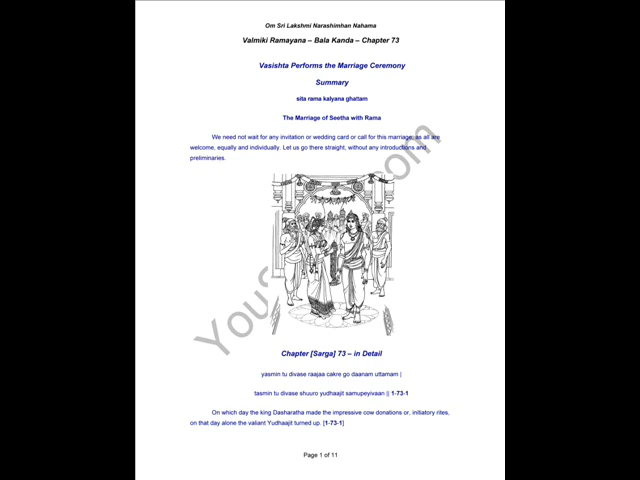 Om Sri Lakshmi Narashimhan Nahama
Valmiki Ramayana – Bala Kanda – Chapter 73
Vasishta Performs the Marriage Ceremony
Summary
sita rama kalyana ghattam
The Marriage of Seetha with Rama
We need not wait for any invitation or wedding card or call for this marriage, as all are
welcome, equally and individually. Let us go there straight, without any introductions and
preliminaries.
Chapter [Sarga] 73 – in Detail
yasmin tu divase raajaa cakre go daanam uttamam |
tasmin tu divase shuuro yudhaajit samupeyivaan || 1-73-1
On which day the king Dasharatha made the impressive cow donations or, initiatory rites,
on that day alone the valiant Yudhaajit turned up. [1-73-1]
Page 1 of 11